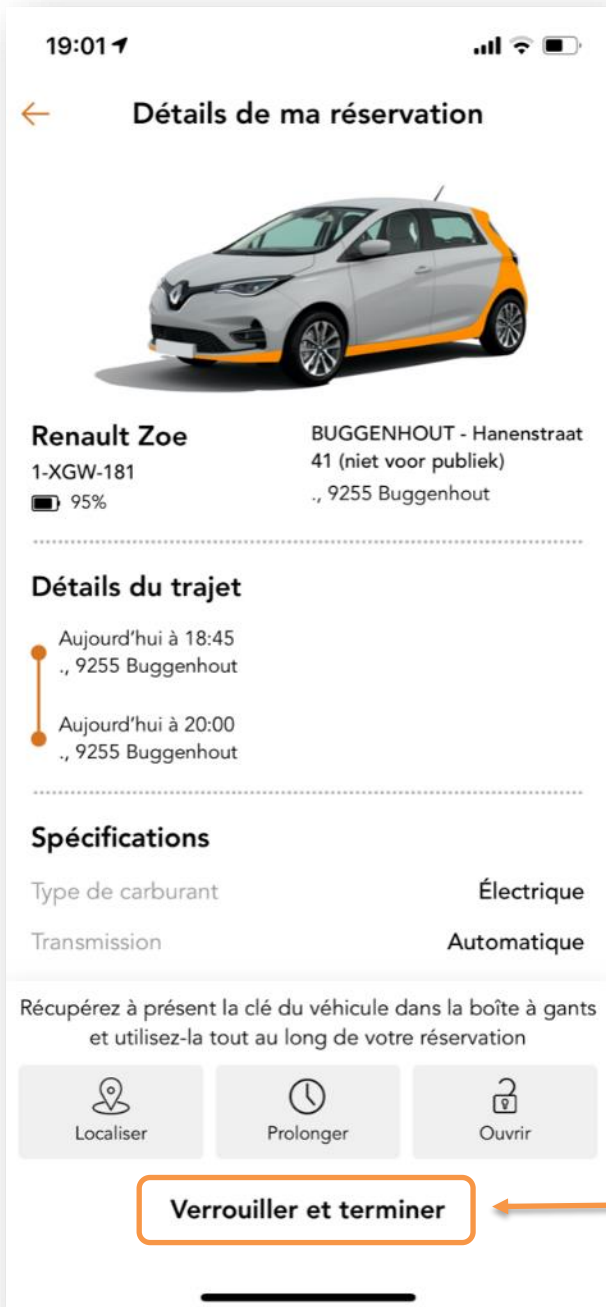 19:01
Détails de ma réservation
Renault Zoe
1-XGW-181
95%
BUGGENHOUT - Hanenstraat
41 (niet voor publiek)
., 9255 Buggenhout
Détails du trajet
Aujourd'hui à 18:45
., 9255 Buggenhout
Aujourd'hui à 20:00
., 9255 Buggenhout
Spécifications
Type de carburant Électrique
Transmission Automatique
Récupérez à présent la clé du véhicule dans la boîte à gants
et utilisez-la tout au long de votre réservation
Localiser Prolonger Ouvrir
Verrouiller et terminer